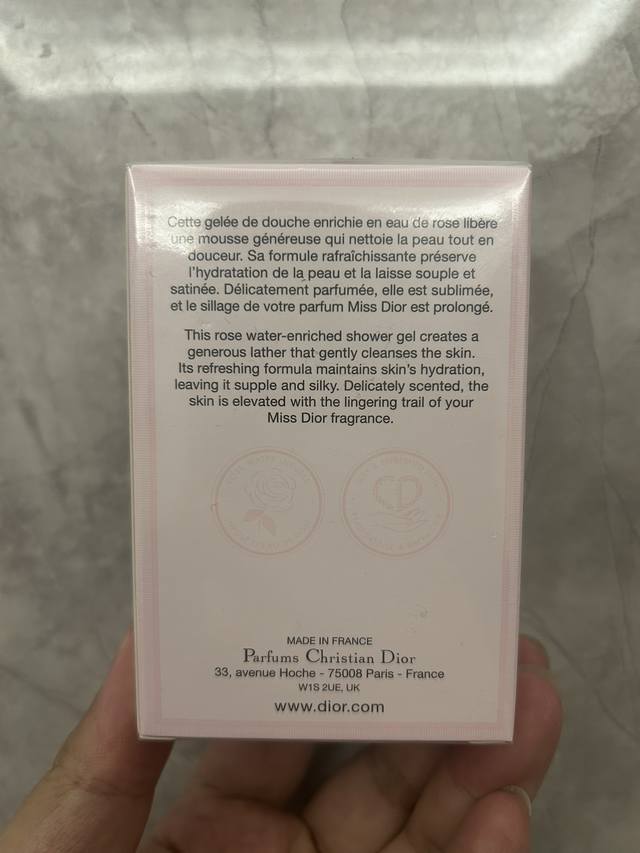 Cette gelée de douche enrichie en eau de rose libère
une mousse généreuse qui nettoie la peau tout en
douceur. Sa formule rafraîchissante préserve
l'hydratation de la peau et la laisse souple et
satinée. Délicatement parfumée, elle est sublimée,
et le sillage de votre parfum Miss Dior est prolongé.
This rose water-enriched shower gel creates a
generous lather that gently cleanses the skin.
Its refreshing formula maintains skin's hydration,
leaving it supple and silky. Delicately scented, the
skin is elevated with the lingering trail of your
Miss Dior fragrance.
CD
MADE IN FRANCE
Parfums Christian Dior
33, avenue Hoche - 75008 Paris - France
W1S 2UE, UK
www.dior.com